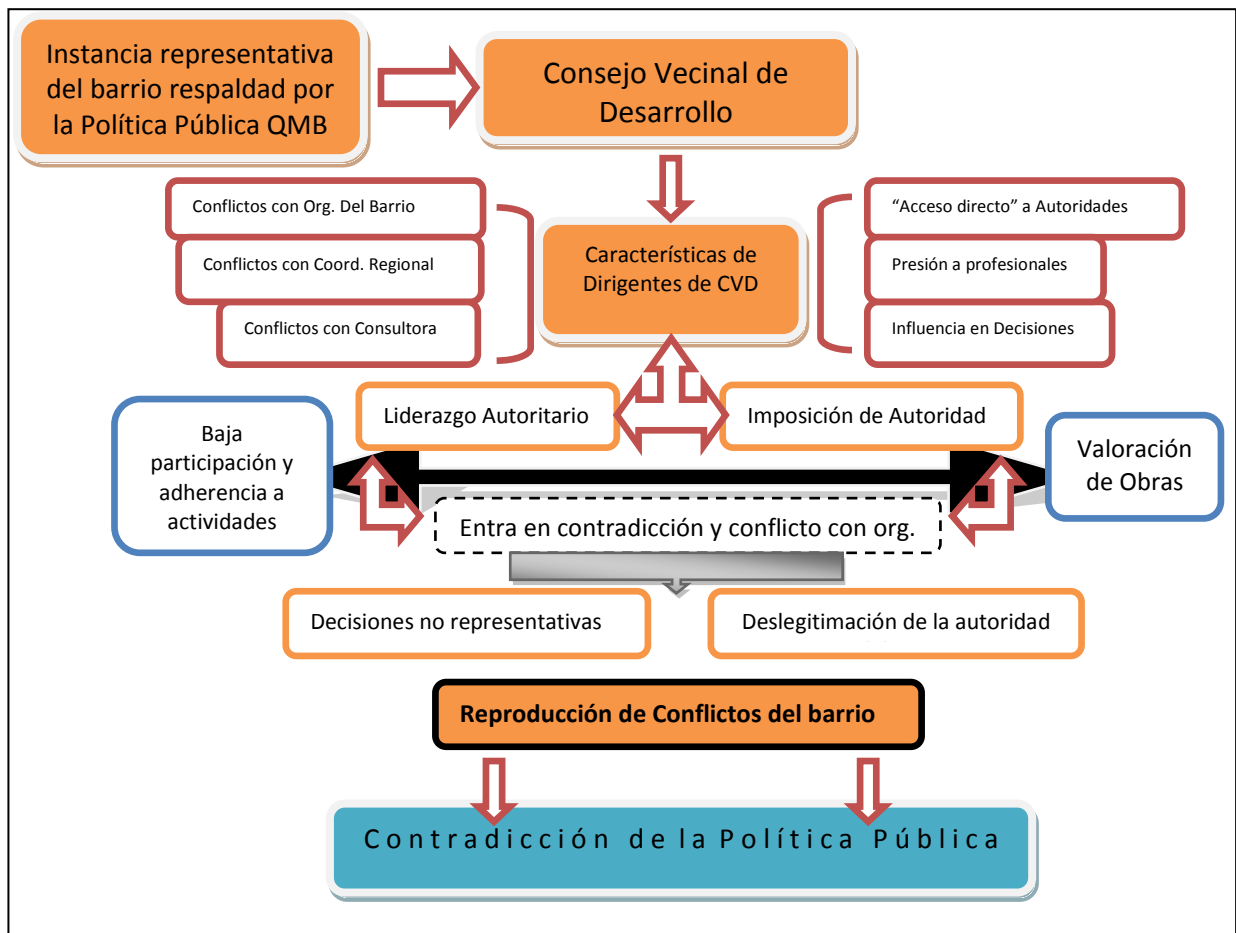 Instancia representativa
del barrio respaldad por
la Política Pública QMB
Consejo Vecinal de
Desarrollo
Conflictos con Org. Del Barrio
Conflictos con Coord. Regional
Conflictos con Consultora
Característicass de
Dirigentes de CVD
“Acceso directo” a Autoridades
Presión a profesionales
Influencia en Decisiones
Liderazgo Autoritario
Imposición de Autoridad
Baja
participación y
adherencia a
actividades
Valoración
de Obras
Entra en contradicción y conflicto con org.
Decisiones no representativas
Deslegitimación de la autoridad
Reproducción de Conflictos del barrio
Contradicción de la Política Pública